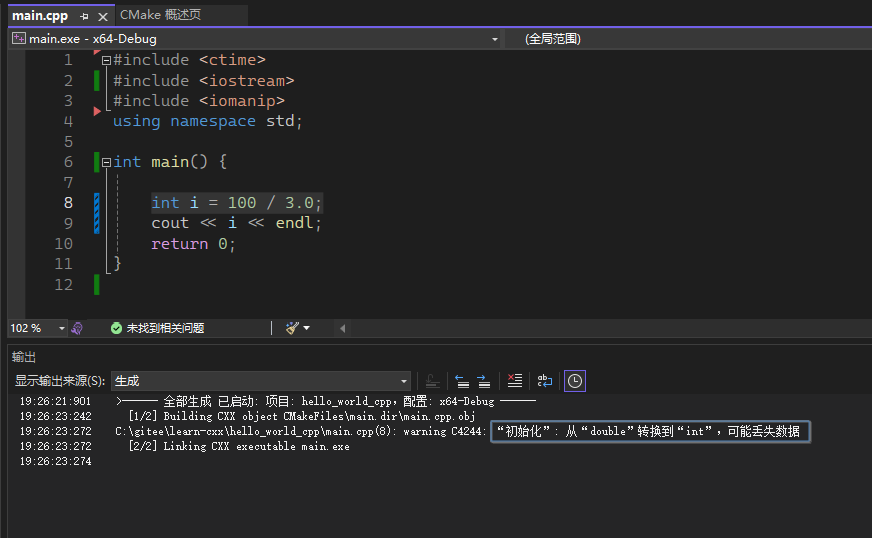 main.cpp CMake 概述页
main.exe - x64-Debug (全局范围)
1 #include <ctime>
2 #include <iostream>
3 #include <iomanip>
4 using namespace std;
5
6 int main() {
7
8 int i = 100 / 3.0;
9 cout << i << endl;
10 return 0;
11 }
12
102 % 未找到相关问题
输出
显示输出来源(S): 生成
19:26:21:901 >------ 全部生成 已启动: 项目: hello_world_cpp, 配置: x64-Debug ------
19:26:23:242 [1/2] Building CXX object CMakeFiles\main.dir\main.cpp.obj
19:26:23:272 C:\gitee\learn-cxx\hello_world_cpp\main.cpp(8): warning C4244: “初始化”: 从“double”转换到“int”，可能丢失数据
19:26:23:272 [2/2] Linking CXX executable main.exe
19:26:23:274